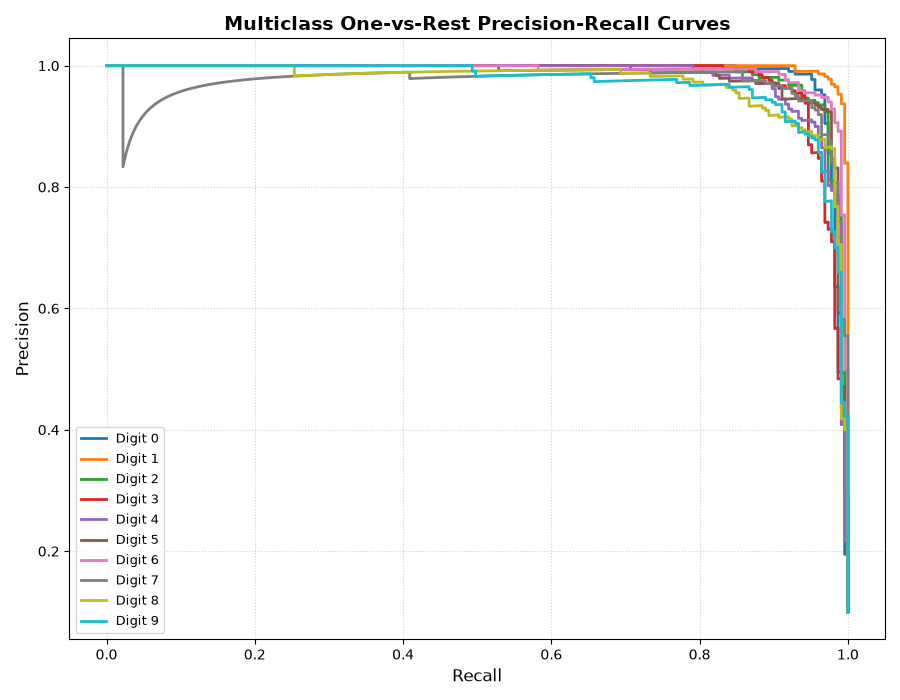 Multiclass One-vs-Rest Precision-Recall Curves
1.0
0.8
0.6
0.4
0.2
Precision
Digit 0
Digit 1
Digit 2
Digit 3
Digit 4
Digit 5
Digit 6
Digit 7
Digit 8
Digit 9
0.0 0.2 0.4 0.6 0.8 1.0
Recall